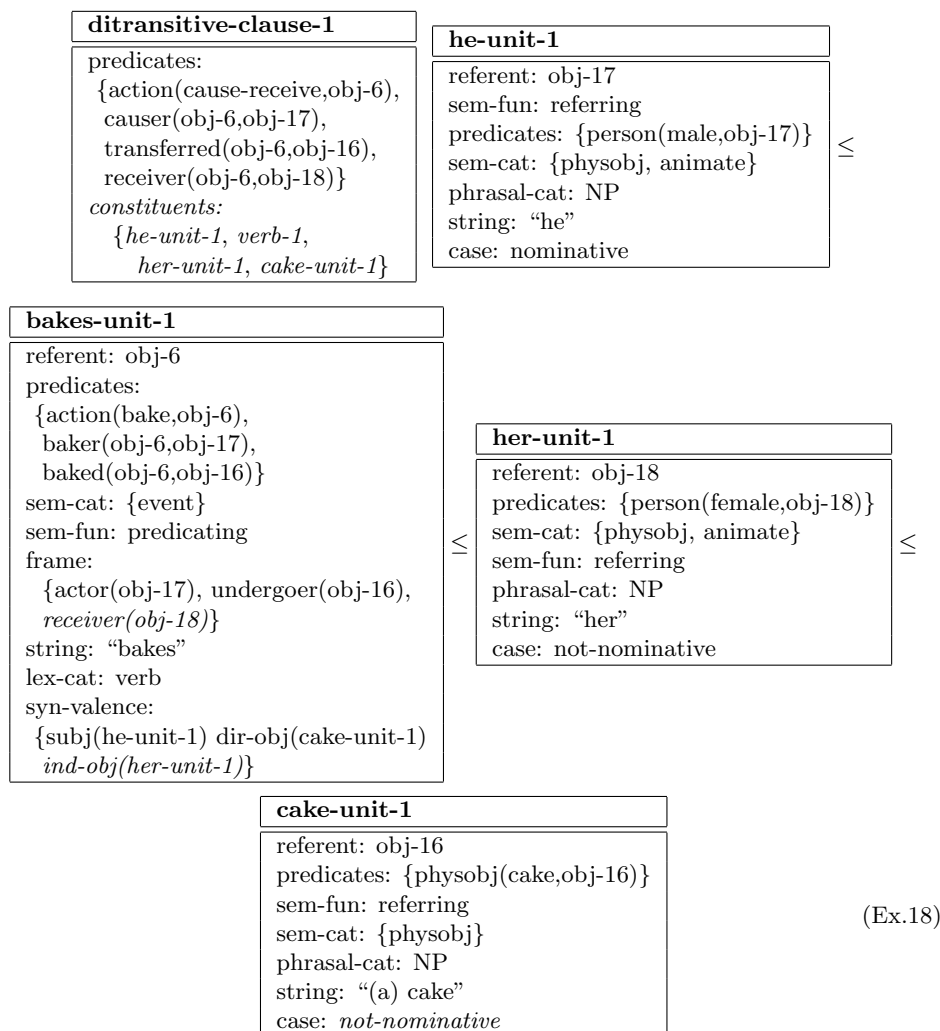 ditransitive-clause-1
predicates:
{action(cause-receive,obj-6),
causer(obj-6,obj-17),
transferred(obj-6,obj-16),
receiver(obj-6,obj-18)}
constituents:
{he-unit-1, verb-1,
her-unit-1, cake-unit-1}
he-unit-1
referent: obj-17
sem-fun: referring
predicates: {person(male,obj-17)}
sem-cat: {physobj, animate}
phrasal-cat: NP
string: “he”
case: nominative
≤
bakes-unit-1
referent: obj-6
predicates:
{action(bake,obj-6),
baker(obj-6,obj-17),
baked(obj-6,obj-16)}
sem-cat: {event}
sem-fun: predicating
frame:
{actor(obj-17), undergoer(obj-16),
receiver(obj-18)}
string: “bakes”
lex-cat: verb
syn-valence:
{subj(he-unit-1) dir-obj(cake-unit-1)
ind-obj(her-unit-1)}
≤
her-unit-1
referent: obj-18
predicates: {person(female,obj-18)}
sem-cat: {physobj, animate}
sem-fun: referring
phrasal-cat: NP
string: “her”
case: not-nominative
≤
cake-unit-1
referent: obj-16
predicates: {physobj(cake,obj-16)}
sem-fun: referring
sem-cat: {physobj}
phrasal-cat: NP
string: “(a) cake”
case: not-nominative
(Ex.18)